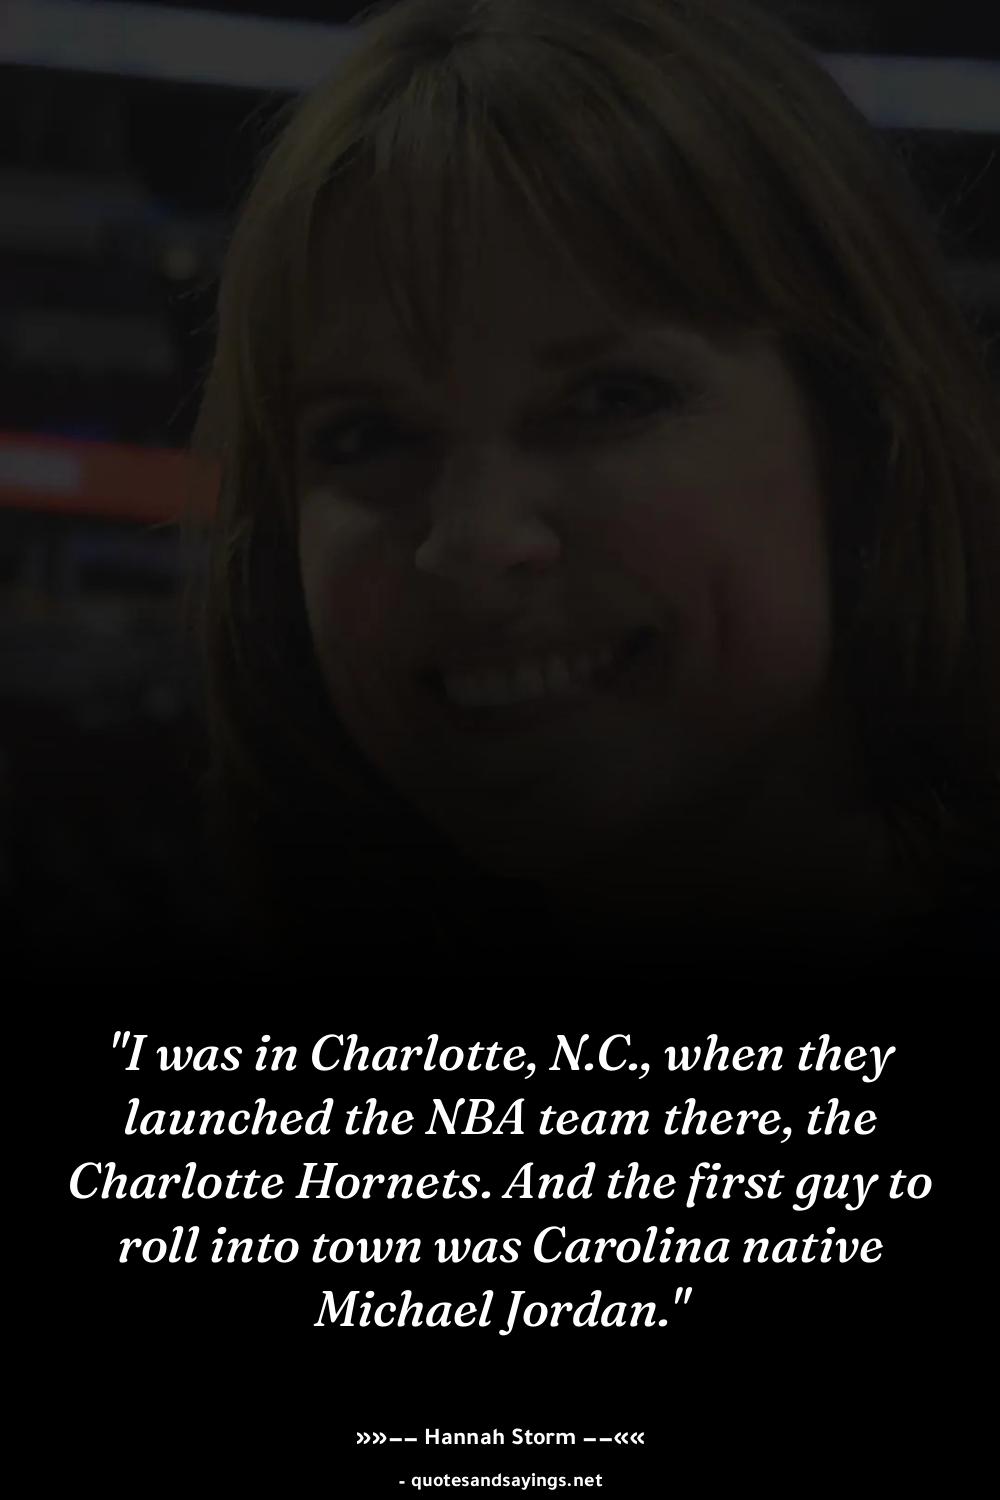 "I was in Charlotte, N.C., when they
launched the NBA team there, the
Charlotte Hornets. And the first guy to
roll into town was Carolina native
Michael Jordan."
»»–– Hannah Storm ––««
- quotesandsayings.net